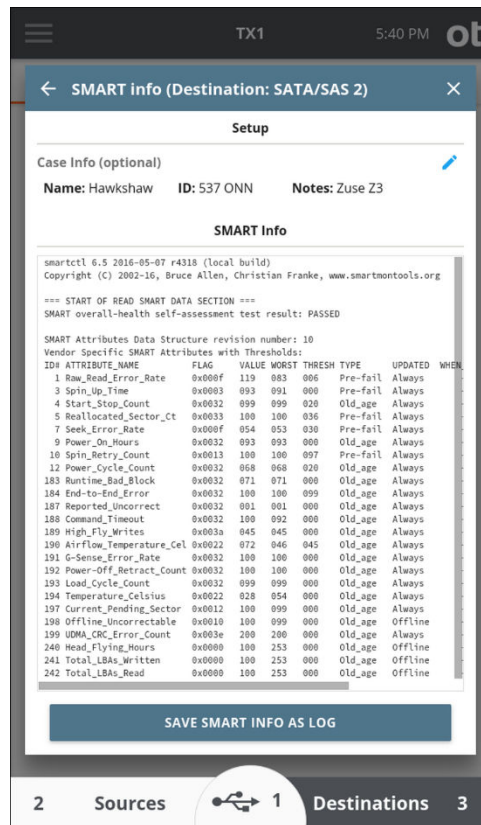 TX1 5:40 PM ot
SMART info (Destination: SATA/SAS 2)
Setup
Case Info (optional)
Name: Hawkshaw ID: 537 ONN Notes: Zuse Z3
SMART Info
smartctl 6.5 2016-05-07 r4318 (local build)
Copyright (C) 2002-16, Bruce Allen, Christian Franke, www.smartmontools.org
=== START OF READ SMART DATA SECTION ===
SMART overall-health self-assessment test result: PASSED
SMART Attributes Data Structure revision number: 10
Vendor Specific SMART Attributes with Thresholds:
ID# ATTRIBUTE_NAME FLAG VALUE WORST THRESH TYPE UPDATED WHEN_
1 Raw_Read_Error_Rate 0x000f 119 083 006 Pre-fail Always
3 Spin_Up_Time 0x0003 093 091 000 Pre-fail Always
4 Start_Stop_Count 0x0032 099 099 020 Old_age Always
5 Reallocated_Sector_Ct 0x0033 100 100 036 Pre-fail Always
7 Seek_Error_Rate 0x000f 054 053 030 Pre-fail Always
9 Power_On_Hours 0x0032 093 093 000 Old_age Always
10 Spin_Retry_Count 0x0013 100 100 097 Pre-fail Always
12 Power_Cycle_Count 0x0032 068 068 020 Old_age Always
183 Runtime_Bad_Block 0x0032 071 071 000 Old_age Always
184 End-to-End_Error 0x0032 100 100 099 Old_age Always
187 Reported_Uncorrect 0x0032 001 001 000 Old_age Always
188 Command_Timeout 0x0032 100 092 000 Old_age Always
189 High_Fly_Writes 0x003a 045 045 000 Old_age Always
190 Airflow_Temperature_Cel 0x0022 072 046 045 Old_age Always
191 G-Sense_Error_Rate 0x0032 100 100 000 Old_age Always
192 Power-Off_Retract_Count 0x0032 100 100 000 Old_age Always
193 Load_Cycle_Count 0x0032 099 099 000 Old_age Always
194 Temperature_Celsius 0x0022 028 054 000 Old_age Always
197 Current_Pending_Sector 0x0012 100 099 000 Old_age Always
198 Offline_Uncorrectable 0x0010 100 099 000 Old_age Offline
199 UDMA_CRC_Error_Count 0x003e 200 200 000 Old_age Always
240 Head_Flying_Hours 0x0000 100 253 000 Old_age Offline
241 Total_LBAs_Written 0x0000 100 253 000 Old_age Offline
242 Total_LBAs_Read 0x0000 100 253 000 Old_age Offline
SAVE SMART INFO AS LOG
2 Sources 1 Destinations 3